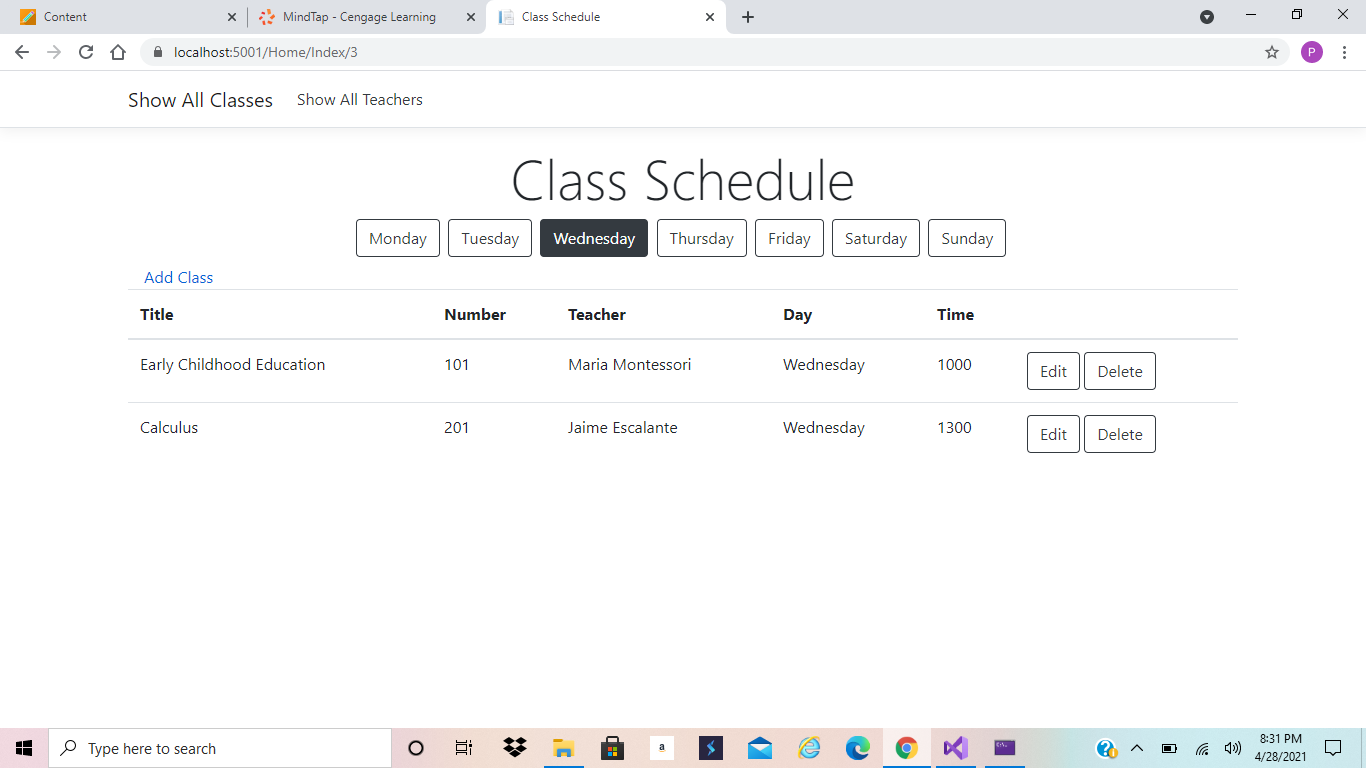 Content
MindTap - Cengage Learning
Class Schedule
localhost:5001/Home/Index/3
P
Show All Classes Show All Teachers
Class Schedule
Monday Tuesday Wednesday Thursday Friday Saturday Sunday
Add Class
Title Number Teacher Day Time
Early Childhood Education 101 Maria Montessori Wednesday 1000 Edit Delete
Calculus 201 Jaime Escalante Wednesday 1300 Edit Delete
Type here to search
a
8:31 PM
4/28/2021